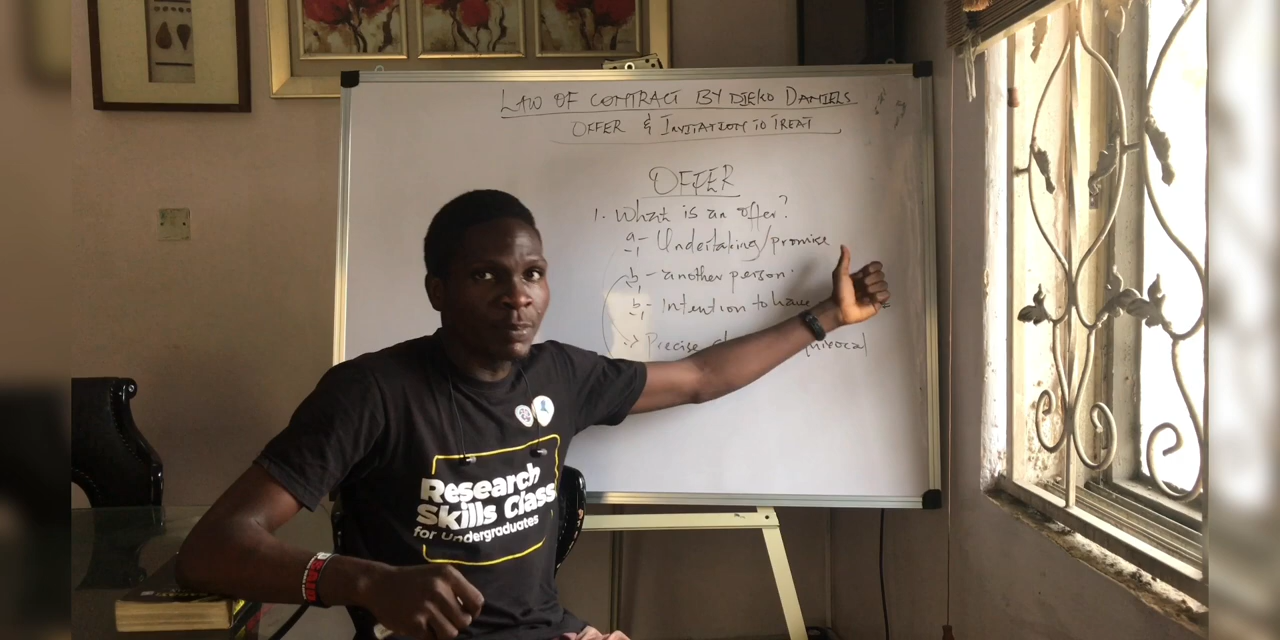 LAW OF CONTRACT BY DJEKO DANIELS
OFFER & INVITATION TO TREAT
OFFER
1. What is an offer?
a- Undertaking/promise
b- another person.
b- Intention to have
Precise
Research
Skills Class
for Undergraduates